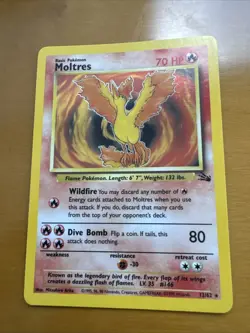 Basic Pokémon
Moltres
70 HP
Flame Pokémon. Length: 6' 7", Weight: 132 lbs.
Wildfire You may discard any number of
Energy cards attached to Moltres when you use
this attack. If you do, discard that many cards
from the top of your opponent's deck.
Dive Bomb Flip a coin. If tails, this
attack does nothing.
80
weakness
resistance
retreat cost
-30
Known as the legendary bird of fire. Every flap of its wings
creates a dazzling flash of flames. LV. 35 #146
12/62